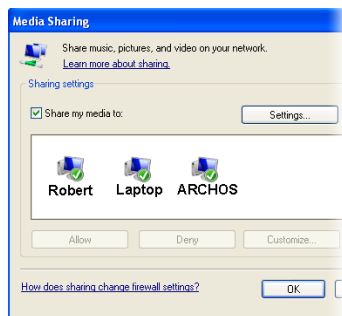 Media Sharing
Share music, pictures, and video on your network.
Learn more about sharing.
Sharing settings
Share my media to:
Settings...
Robert Laptop ARCHOS
Allow Deny Customize...
How does sharing change firewall settings?
OK